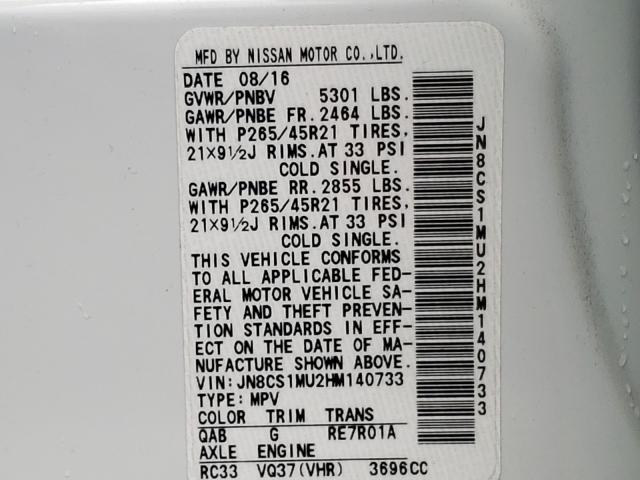 MFD BY NISSAN MOTOR CO.,LTD.
DATE 08/16
GVWR/PNBV 5301 LBS.
GAWR/PNBE FR. 2464 LBS.
WITH P265/45R21 TIRES,
21×9½J RIMS.AT 33 PSI
COLD SINGLE.
GAWR/PNBE RR. 2855 LBS.
WITH P265/45R21 TIRES,
21×9½J RIMS.AT 33 PSI
COLD SINGLE.
THIS VEHICLE CONFORMS
TO ALL APPLICABLE FED-
ERAL MOTOR VEHICLE SA-
FETY AND THEFT PREVEN-
TION STANDARDS IN EFF-
ECT ON THE DATE OF MA-
NUFACTURE SHOWN ABOVE.
VIN:JN8CS1MU2HM140733
TYPE: MPV
COLOR TRIM TRANS
QAB G RE7R01A
AXLE ENGINE
RC33 VQ37(VHR) 3696CC
JN8CS1MU2HM140733